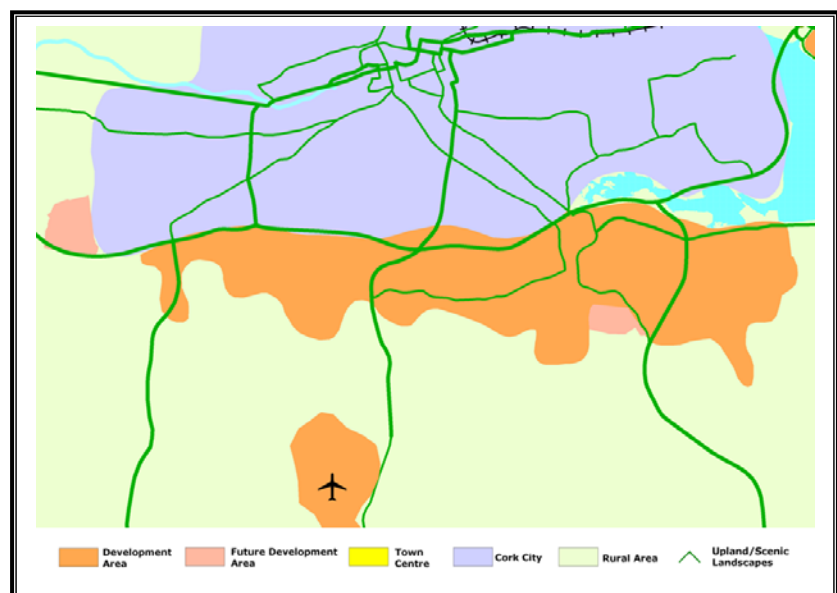 Development
Area
Future Development
Area
Town
Centre
Cork City
Rural Area
Upland/Scenic
Landscapes